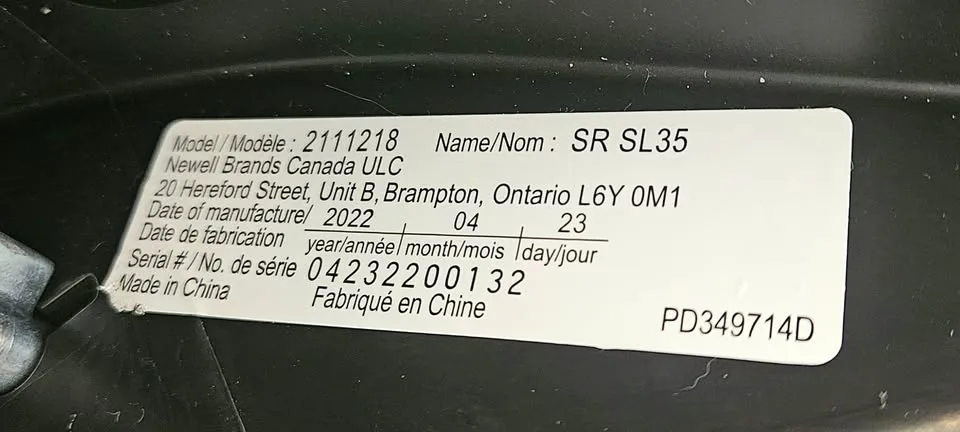 Model / Modèle : 2111218 Name/Nom : SR SL35
Newell Brands Canada ULC
20 Hereford Street, Unit B, Brampton, Ontario L6Y 0M1
Date of manufacture/ 2022 04 23
Date de fabrication year/année month/mois day/jour
Serial # / No. de série 04232200132
Made in China Fabriqué en Chine
PD349714D